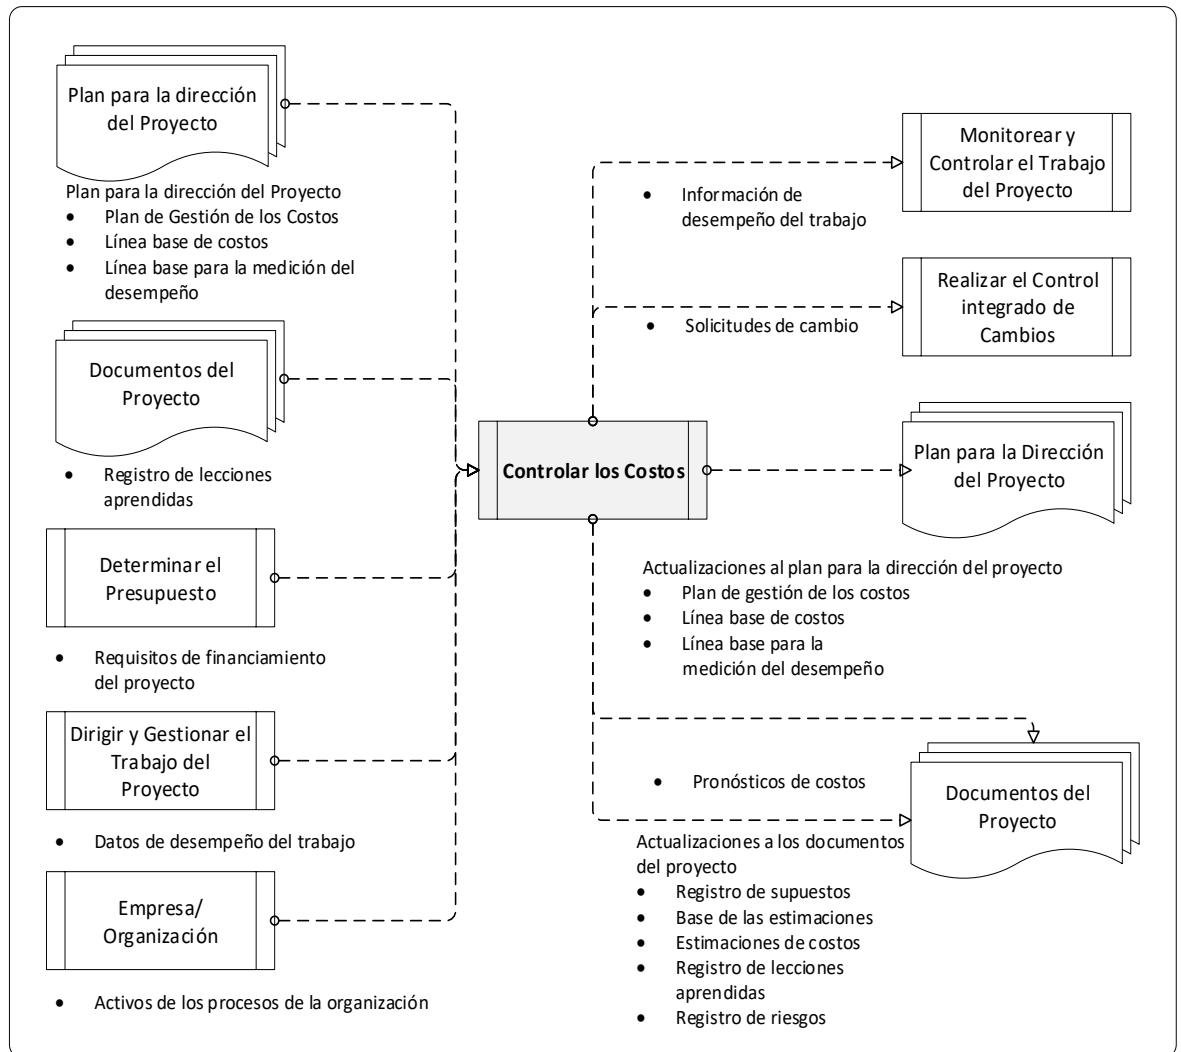 Plan para la dirección
del Proyecto
Plan para la dirección del Proyecto
• Plan de Gestión de los Costos
• Línea base de costos
• Línea base para la medición del
desempeño
Documentos del
Proyecto
• Registro de lecciones
aprendidas
Determinar el
Presupuesto
• Requisitos de financiamiento
del proyecto
Dirigir y Gestionar el
Trabajo del
Proyecto
• Datos de desempeño del trabajo
Empresa/
Organización
• Activos de los procesos de la organización
Controlar los Costos
Monitorear y
Controlar el Trabajo
del Proyecto
• Información de
desempeño del trabajo
Realizar el Control
integrado de
Cambios
• Solicitudes de cambio
Plan para la Dirección
del Proyecto
Actualizaciones al plan para la dirección del proyecto
• Plan de gestión de los costos
• Línea base de costos
• Línea base para la
medición del desempeño
• Pronósticos de costos
Documentos del
Proyecto
Actualizaciones a los documentos
del proyecto
• Registro de supuestos
• Base de las estimaciones
• Estimaciones de costos
• Registro de lecciones
aprendidas
• Registro de riesgos